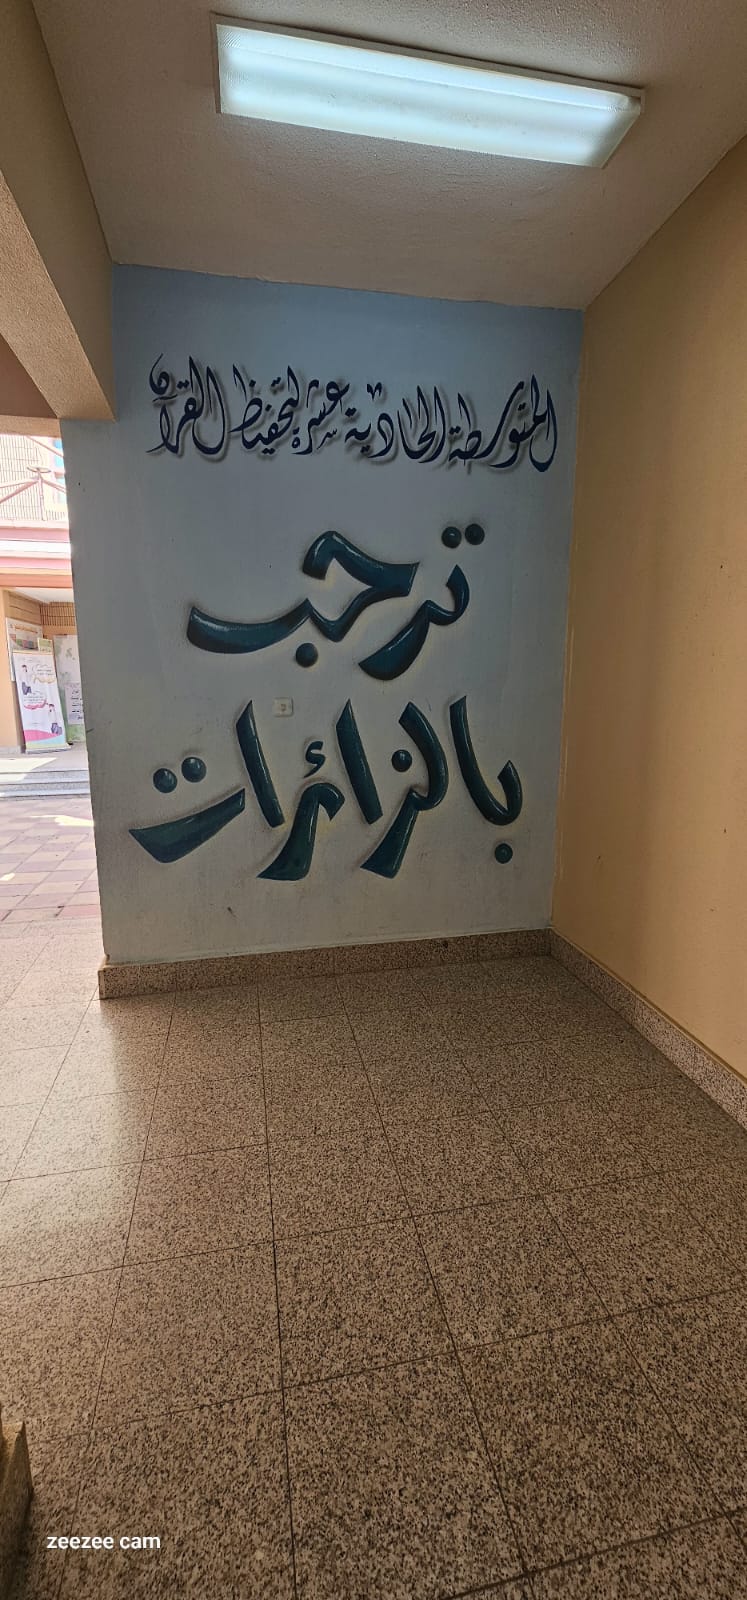 المتوسطة الحادية عشرة لتحفيظ القرآن
ترحب
بالزائرات
zeezee cam